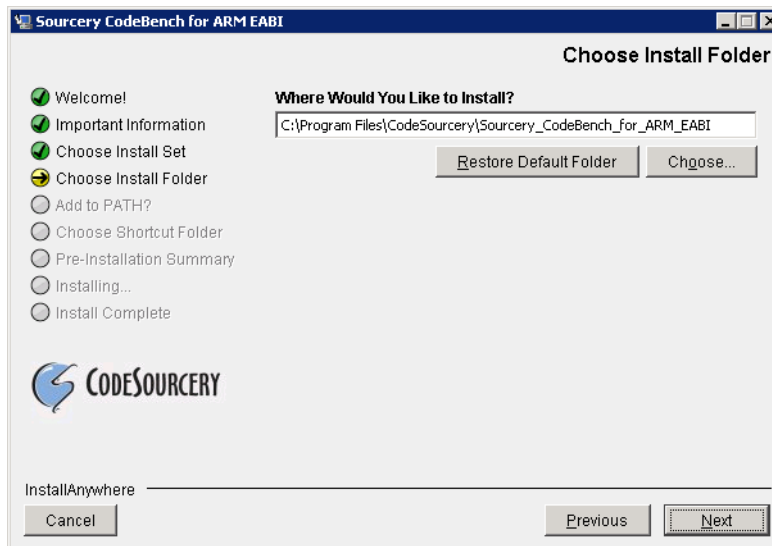 Sourcery CodeBench for ARM EABI
Choose Install Folder
Welcome!
Important Information
Choose Install Set
Choose Install Folder
Add to PATH?
Choose Shortcut Folder
Pre-Installation Summary
Installing...
Install Complete
Where Would You Like to Install?
C:\Program Files\CodeSourcery\Sourcery_CodeBench_for_ARM_EABI
Restore Default Folder
Choose...
CODESOURCERY
InstallAnywhere
Cancel
Previous
Next